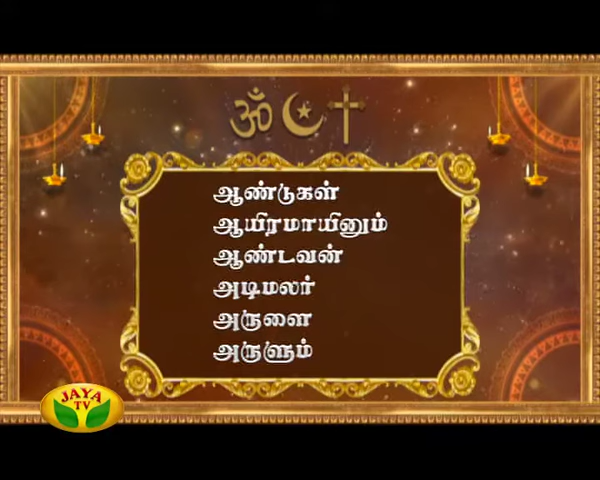 ஆண்டுகள்
ஆயிரமாயினும்
ஆண்டவன்
அடிமலர்
அருளை
அருளும்
JAYA
TV